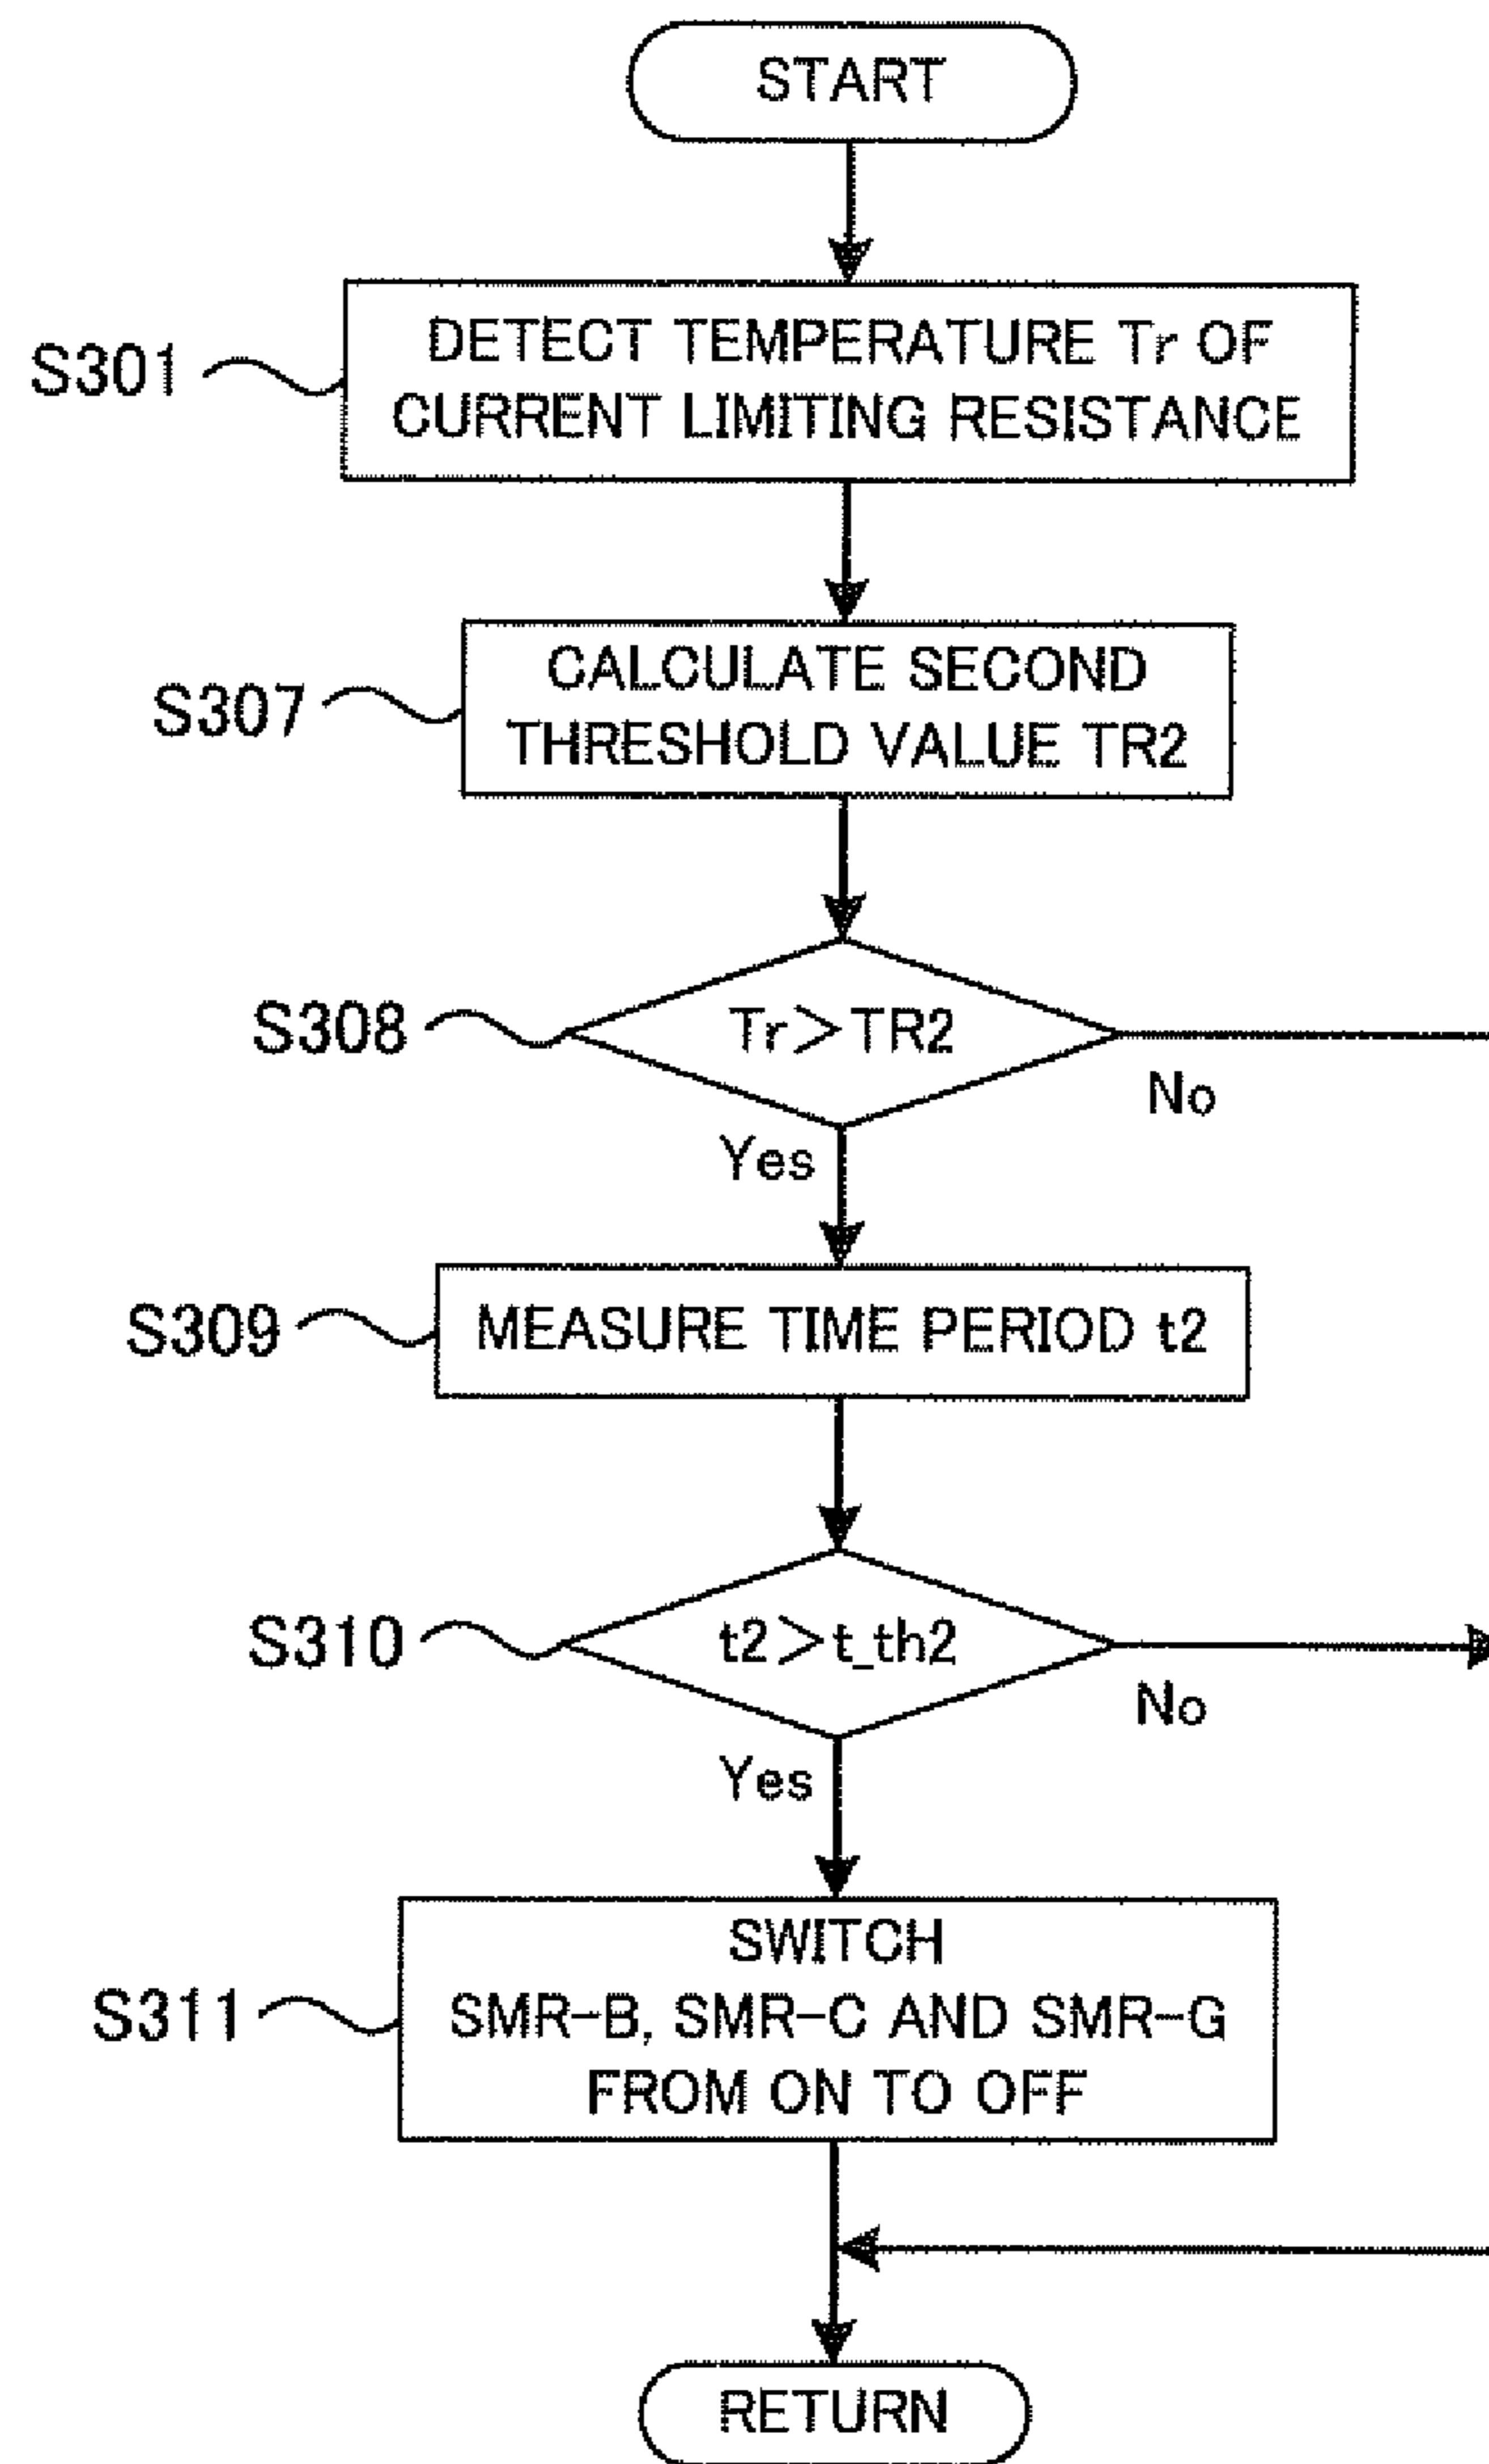 START
S301
DETECT TEMPERATURE Tr OF
CURRENT LIMITING RESISTANCE
S307
CALCULATE SECOND
THRESHOLD VALUE TR2
S308
Tr>TR2
No
Yes
S309
MEASURE TIME PERIOD t2
S310
t2>t_th2
No
Yes
S311
SWITCH
SMR-B, SMR-C AND SMR-G
FROM ON TO OFF
RETURN